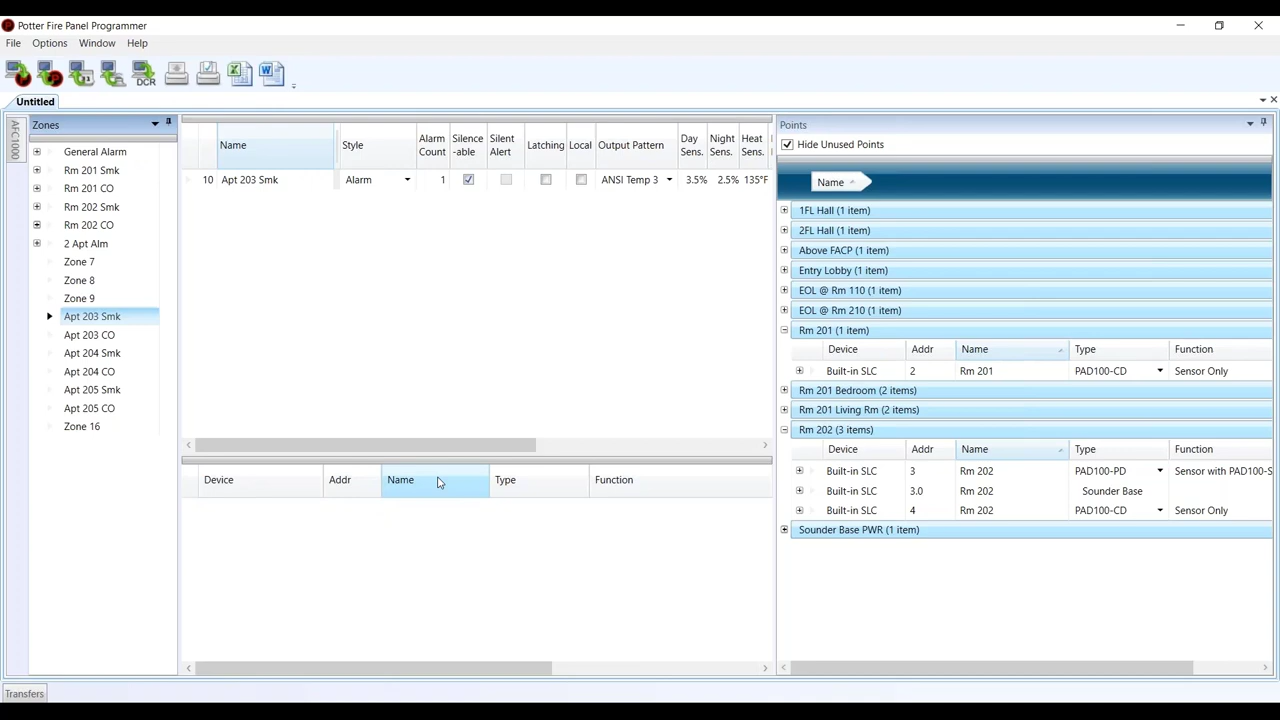 Potter Fire Panel Programmer
File Options Window Help
DCR
Untitled
AFC1000
Zones
General Alarm
Rm 201 Smk
Rm 201 CO
Rm 202 Smk
Rm 202 CO
2 Apt Alm
Zone 7
Zone 8
Zone 9
Apt 203 Smk
Apt 203 CO
Apt 204 Smk
Apt 204 CO
Apt 205 Smk
Apt 205 CO
Zone 16
Name Style Alarm Count Silence-able Silent Alert Latching Local Output Pattern Day Sens. Night Sens. Heat Sens.
10 Apt 203 Smk Alarm 1 ANSI Temp 3 3.5% 2.5% 135°F
Device Addr Name Type Function
Points
Hide Unused Points
Name
1FL Hall (1 item)
2FL Hall (1 item)
Above FACP (1 item)
Entry Lobby (1 item)
EOL @ Rm 110 (1 item)
EOL @ Rm 210 (1 item)
Rm 201 (1 item)
Device Addr Name Type Function
Built-in SLC 2 Rm 201 PAD100-CD Sensor Only
Rm 201 Bedroom (2 items)
Rm 201 Living Rm (2 items)
Rm 202 (3 items)
Device Addr Name Type Function
Built-in SLC 3 Rm 202 PAD100-PD Sensor with PAD100-S
Built-in SLC 3.0 Rm 202 Sounder Base
Built-in SLC 4 Rm 202 PAD100-CD Sensor Only
Sounder Base PWR (1 item)
Transfers